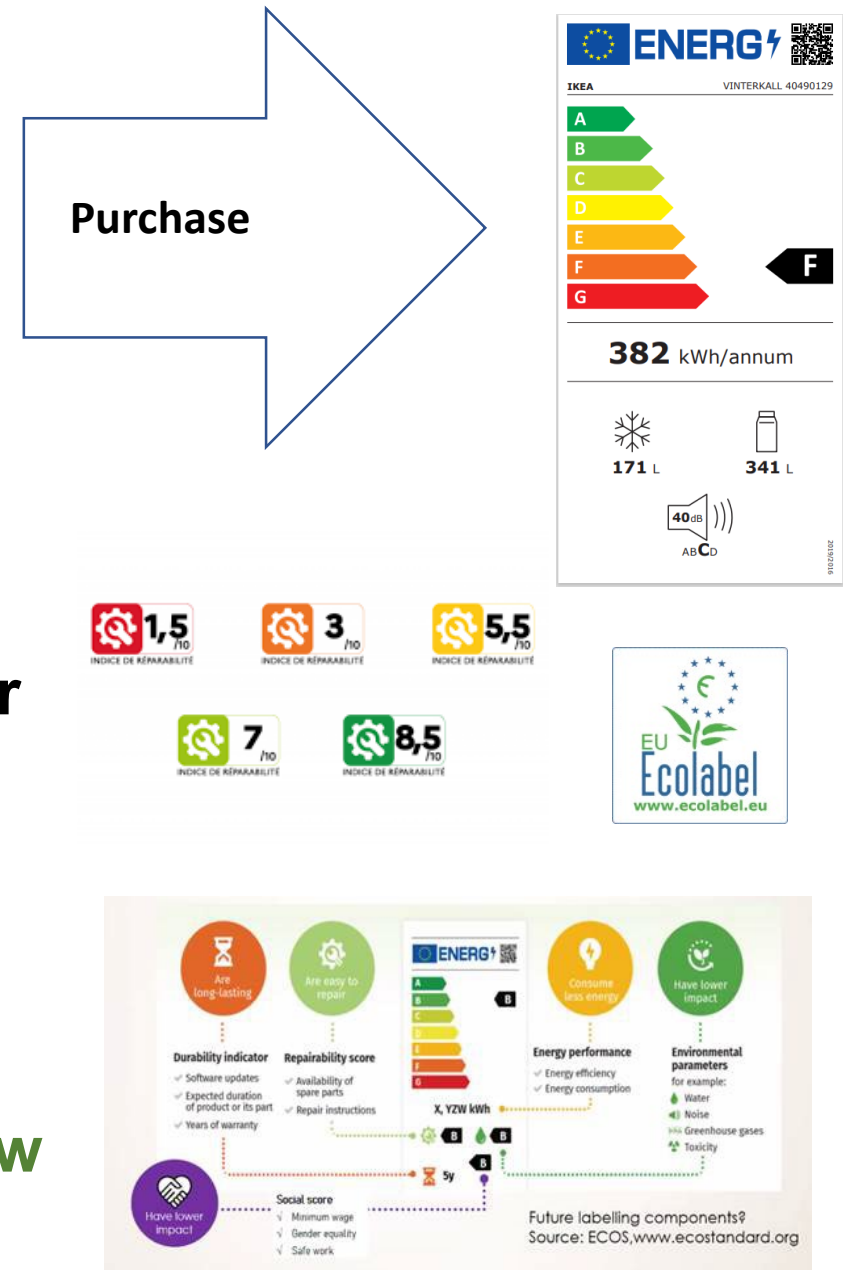 Purchase
ENERG
IKEA VINTERKALL 40490129
A
B
C
D
E
F
F
G
382 kWh/annum
171 L 341 L
40dB
ABCD
2019/2016
1,5/10
INDICE DE RÉPARABILITÉ
3/10
INDICE DE RÉPARABILITÉ
5,5/10
INDICE DE RÉPARABILITÉ
r
7/10
INDICE DE RÉPARABILITÉ
8,5/10
INDICE DE RÉPARABILITÉ
EU
Ecolabel
www.ecolabel.eu
Are
long-lasting
Are easy to
repair
ENERG
A
B
B
C
D
E
F
G
Consume
less energy
Have lower
impact
Durability indicator
✓ Software updates
✓ Expected duration
of product or its part
✓ Years of warranty
Repairability score
✓ Availability of
spare parts
✓ Repair instructions
X, YZW kWh
B
B
B
5y
Energy performance
✓ Energy efficiency
✓ Energy consumption
Environmental
parameters
for example:
Water
Noise
Greenhouse gases
Toxicity
w
Have lower
impact
Social score
√ Minimum wage
√ Gender equality
√ Safe work
Future labelling components?
Source: ECOS,www.ecostandard.org